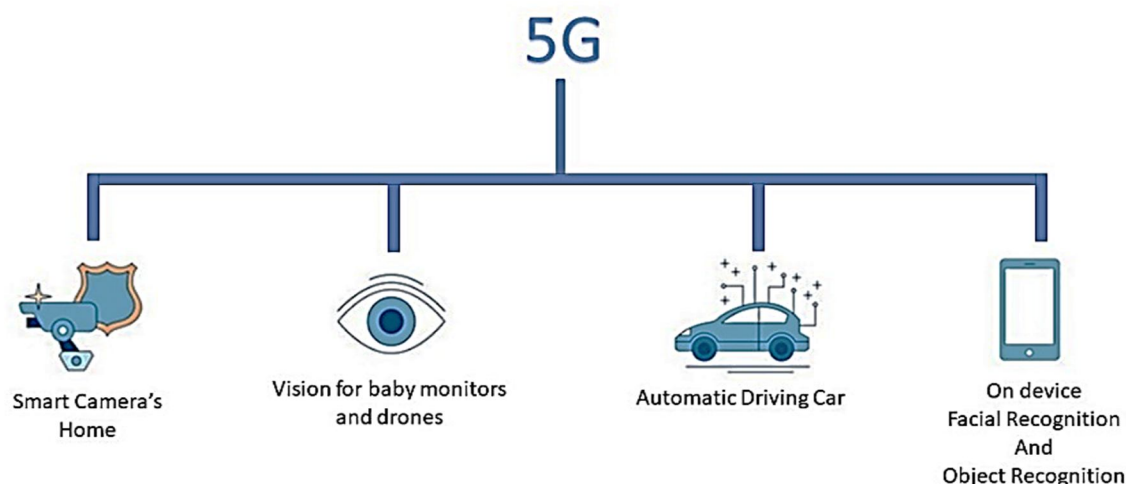 5G
Smart Camera's
Home
Vision for baby monitors
and drones
Automatic Driving Car
On device
Facial Recognition
And
Object Recognition